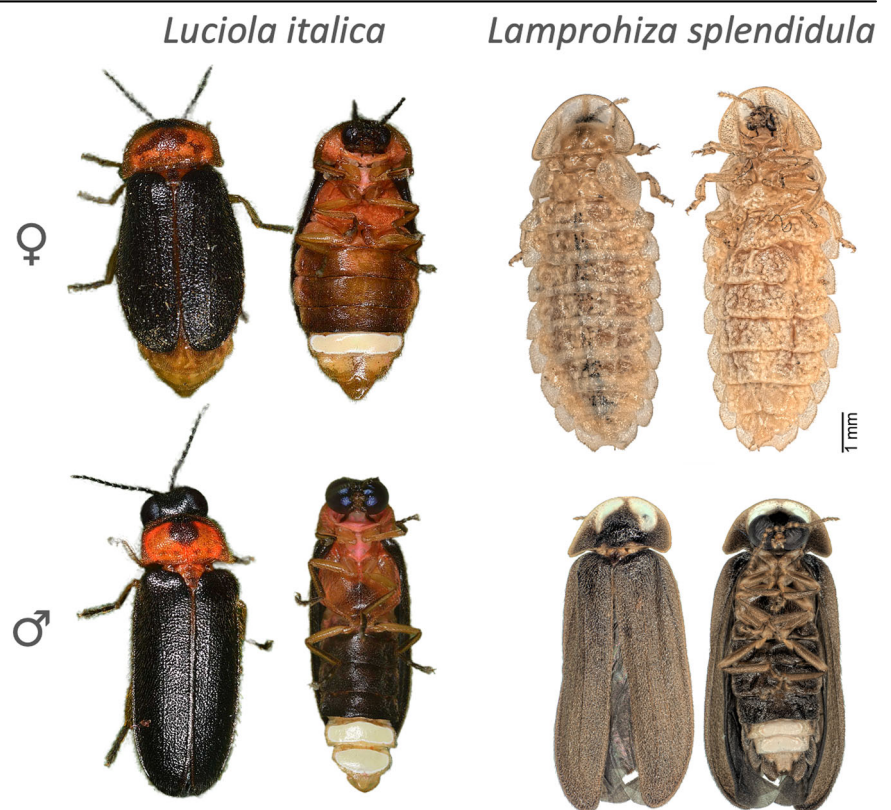 Luciola italica
Lamprohiza splendidula
♀
1 mm
♂